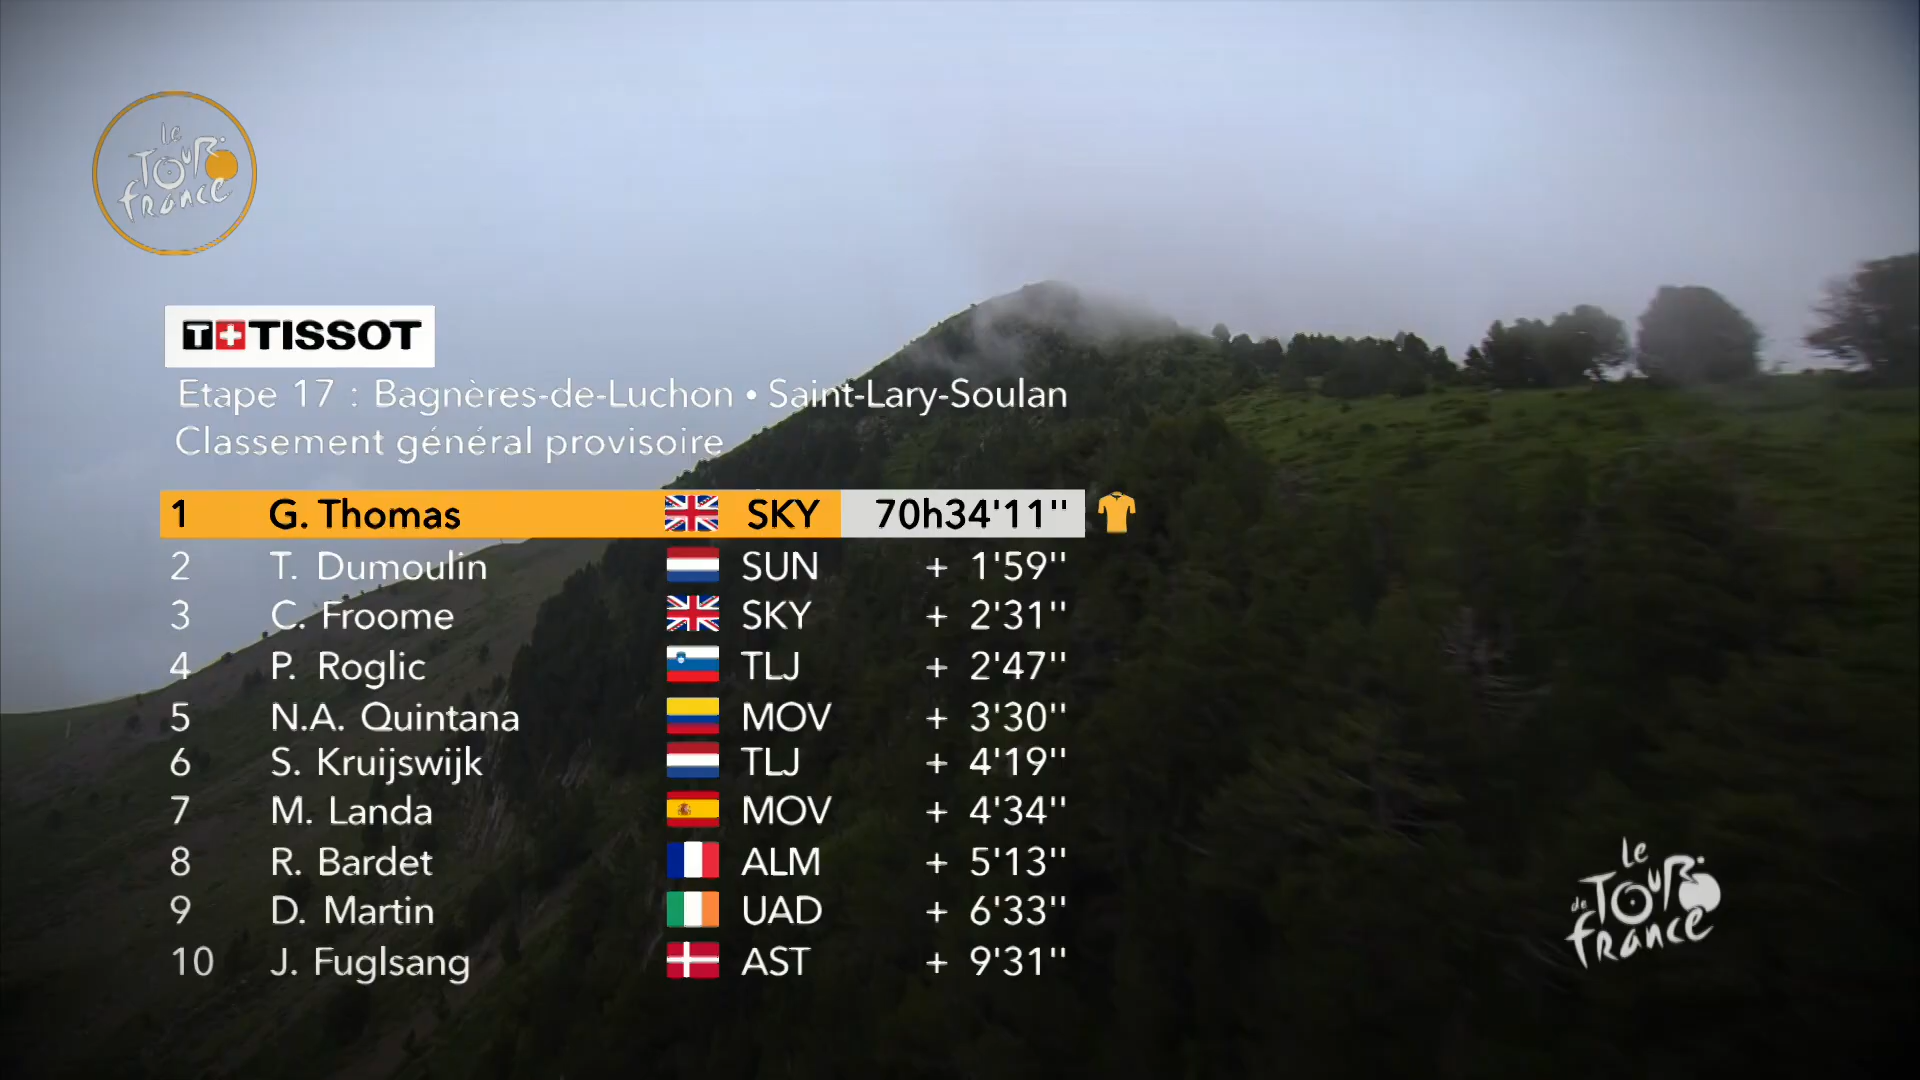 le
Tour
france
T+ TISSOT
Etape 17 : Bagnères-de-Luchon • Saint-Lary-Soulan
Classement général provisoire
1 G. Thomas SKY 70h34'11''
2 T. Dumoulin SUN + 1'59''
3 C. Froome SKY + 2'31''
4 P. Roglic TLJ + 2'47''
5 N.A. Quintana MOV + 3'30''
6 S. Kruijswijk TLJ + 4'19''
7 M. Landa MOV + 4'34''
8 R. Bardet ALM + 5'13''
9 D. Martin UAD + 6'33''
10 J. Fuglsang AST + 9'31''
Le
Tour
de
france